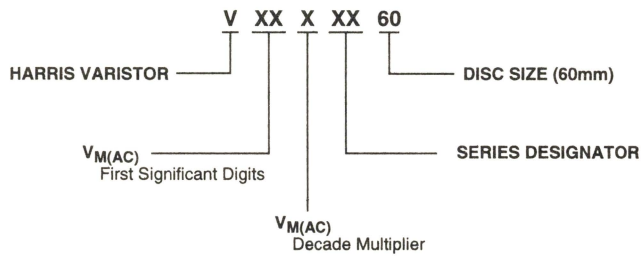 V XX X XX 60
HARRIS VARISTOR
DISC SIZE (60mm)
VM(AC)
First Significant Digits
SERIES DESIGNATOR
VM(AC)
Decade Multiplier